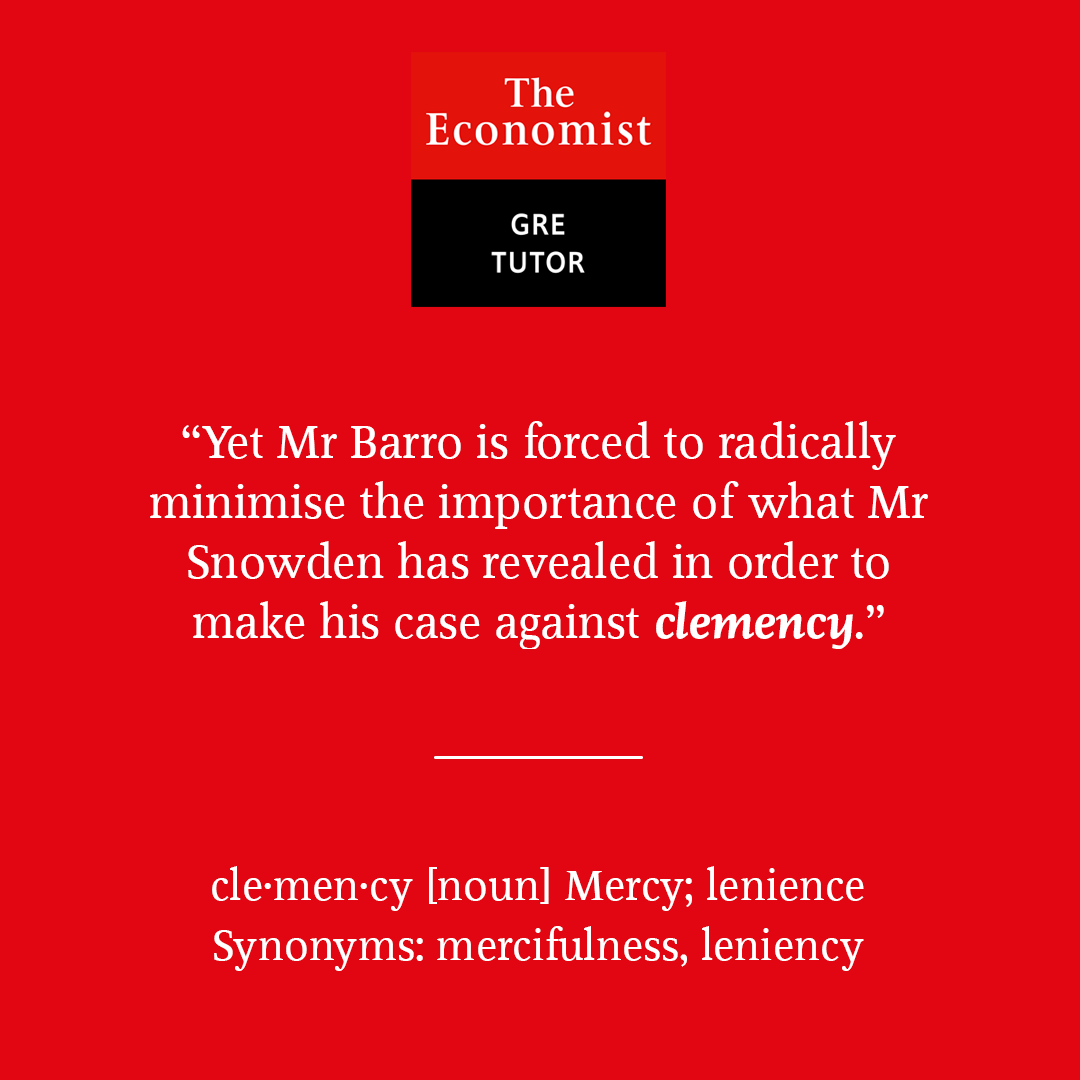 The
Economist
GRE
TUTOR
“Yet Mr Barro is forced to radically
minimise the importance of what Mr
Snowden has revealed in order to
make his case against clemency.”
cle·men·cy [noun] Mercy; lenience
Synonyms: mercifulness, leniency